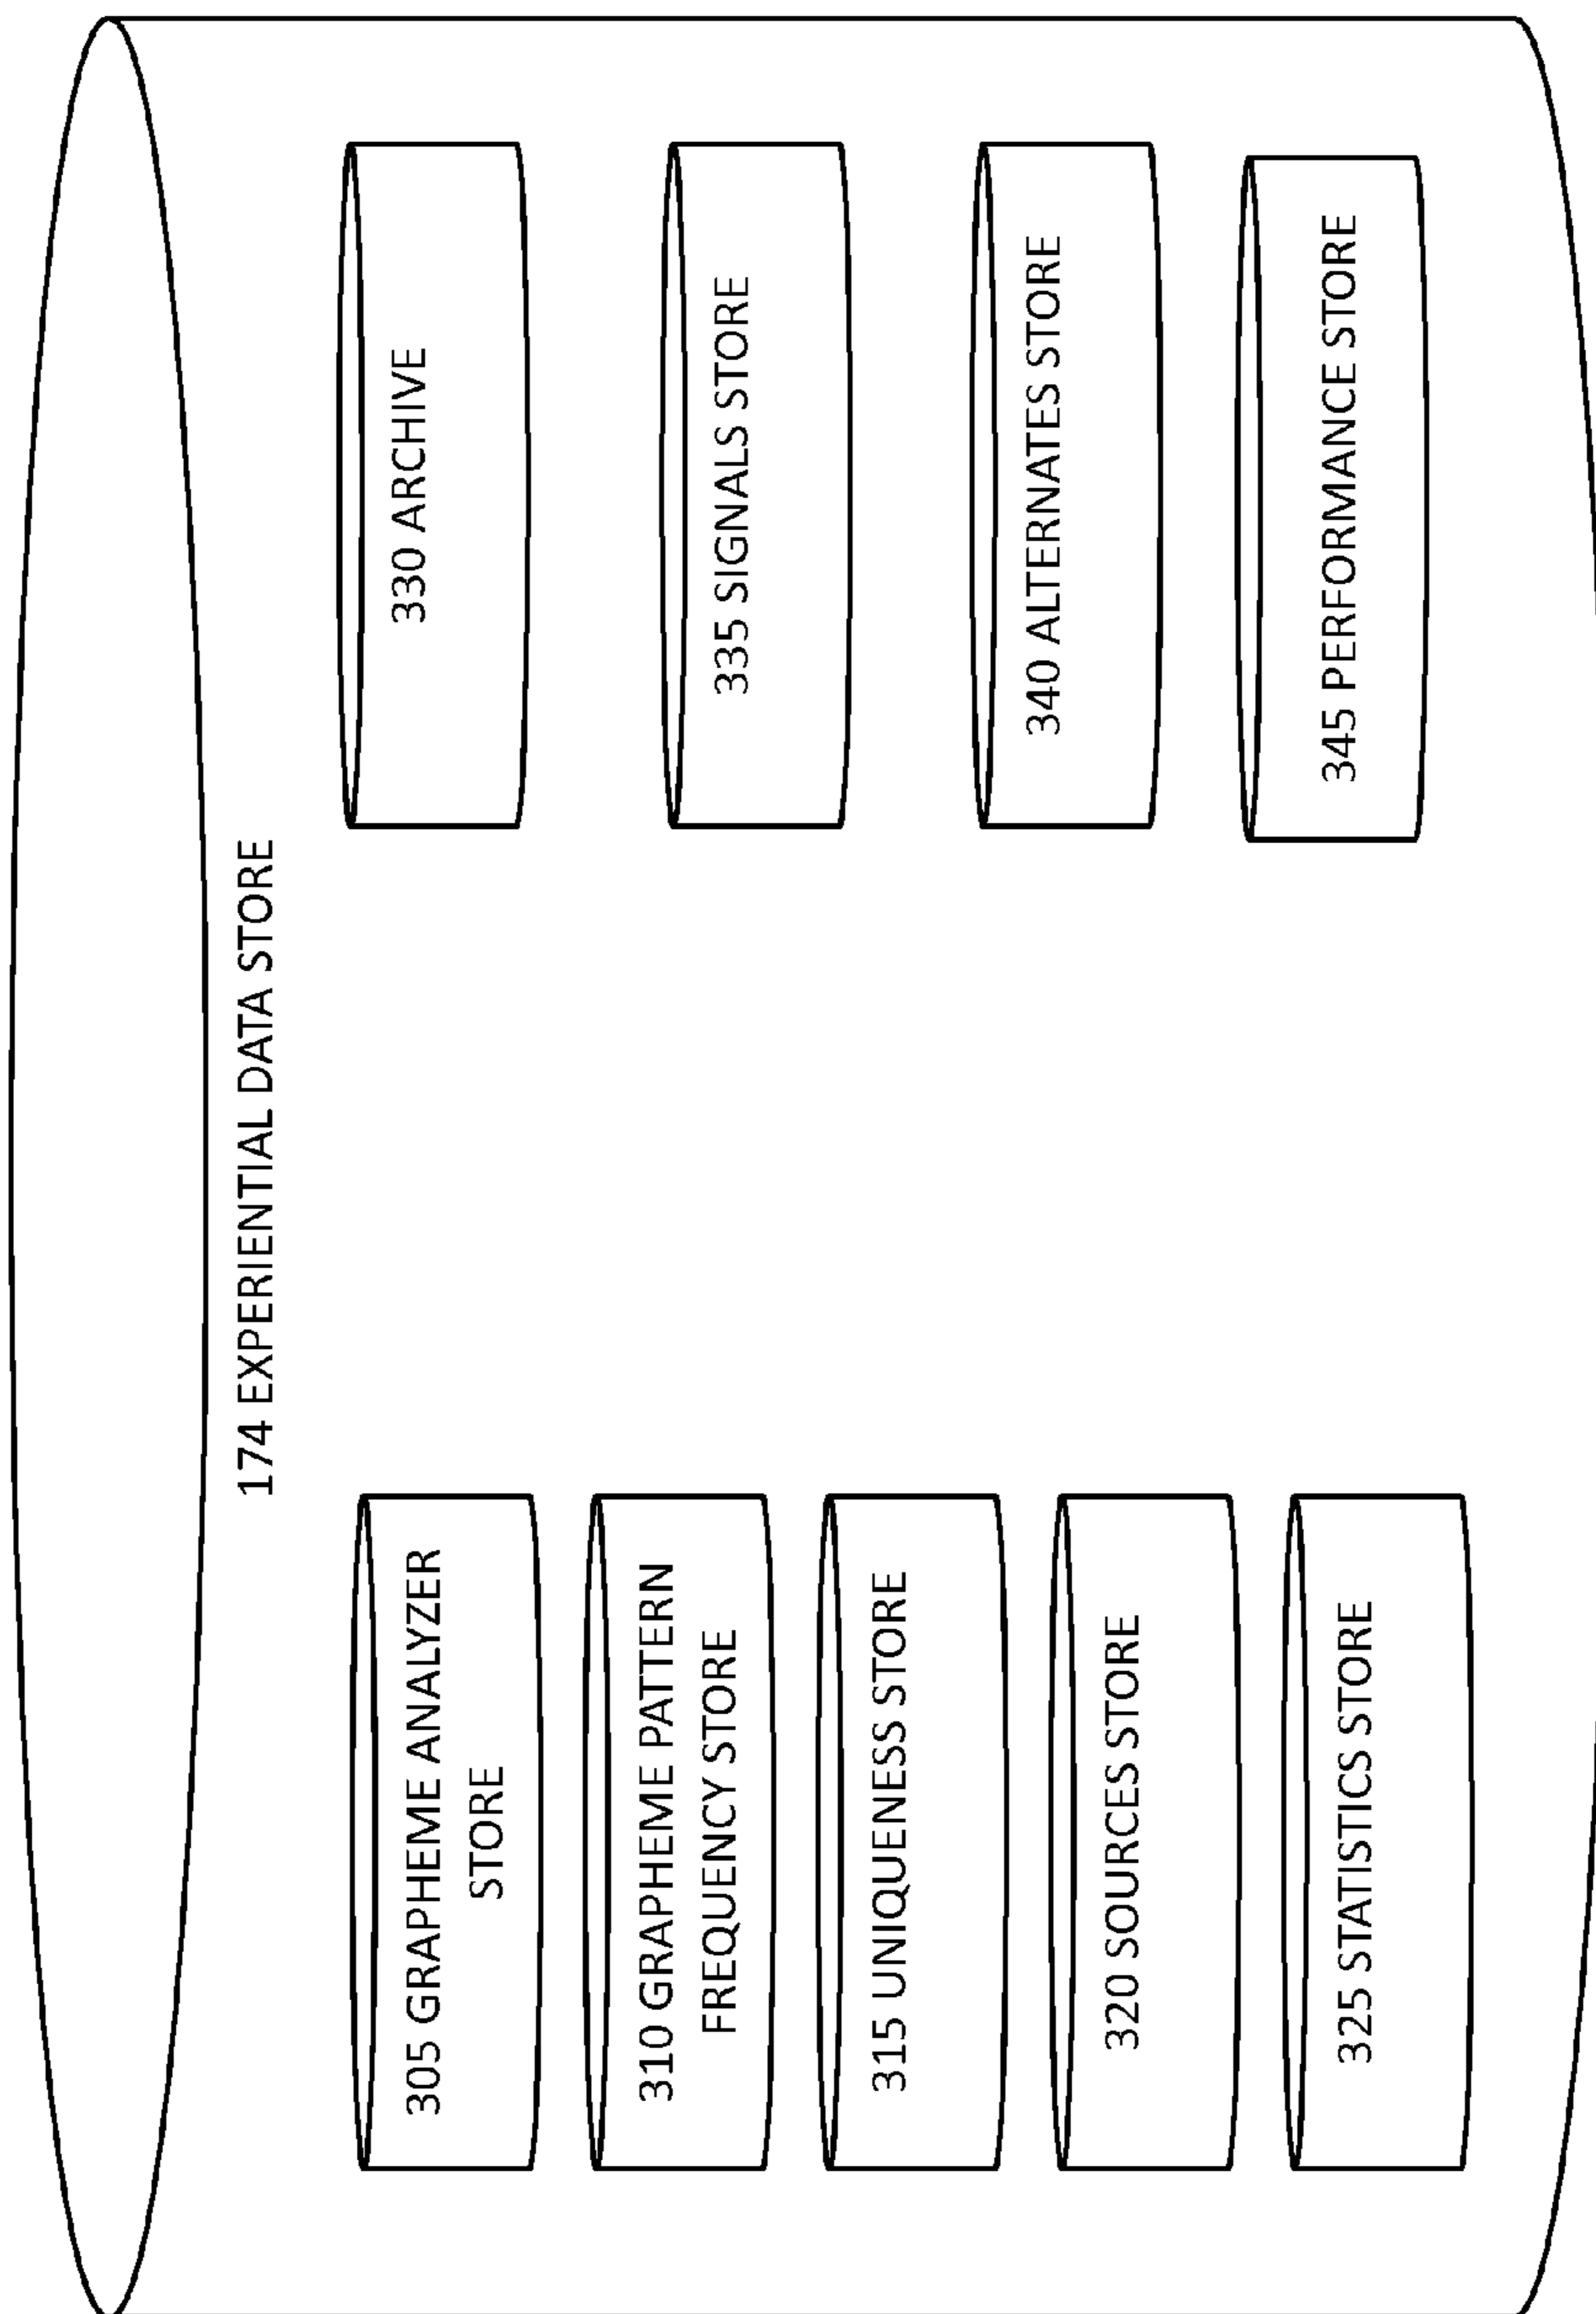 174 EXPERIENTIAL DATA STORE
305 GRAPHEME ANALYZER
STORE
310 GRAPHEME PATTERN
FREQUENCY STORE
315 UNIQUENESS STORE
320 SOURCES STORE
325 STATISTICS STORE
330 ARCHIVE
335 SIGNALS STORE
340 ALTERNATES STORE
345 PERFORMANCE STORE